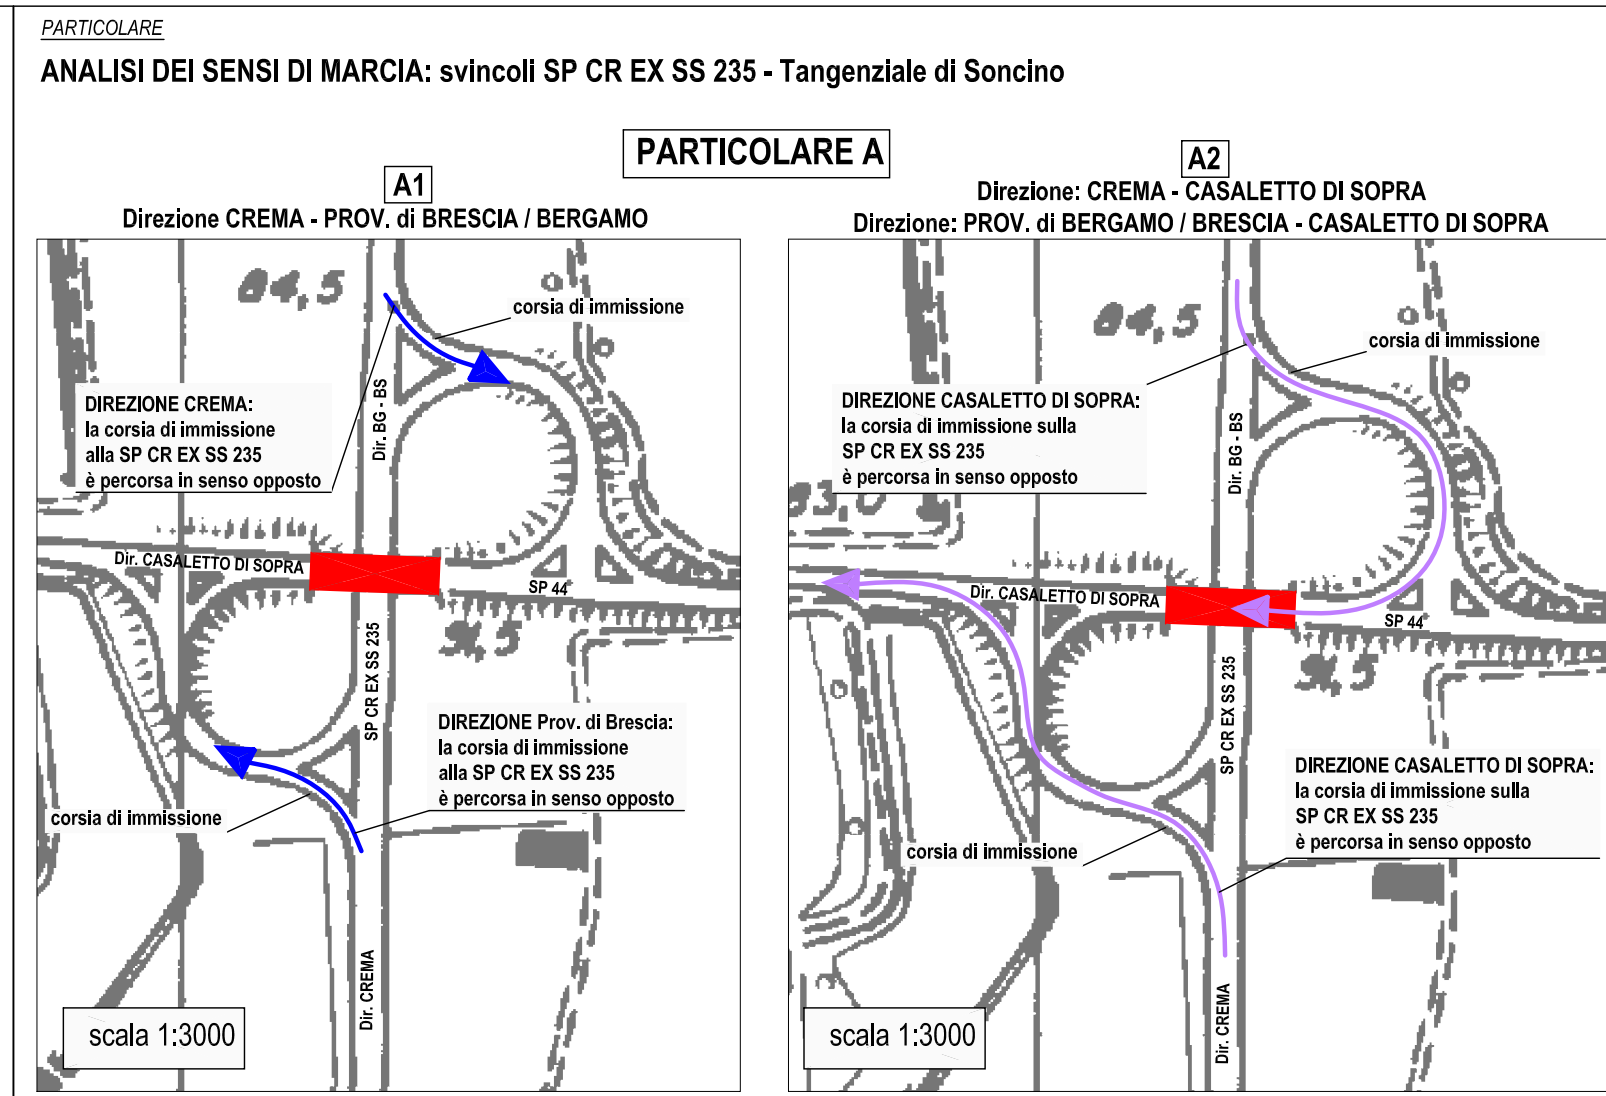 PARTICOLARE
ANALISI DEI SENSI DI MARCIA: svincoli SP CR EX SS 235 - Tangenziale di Soncino
PARTICOLARE A
A1
Direzione CREMA - PROV. di BRESCIA / BERGAMO
84,5
corsia di immissione
DIREZIONE CREMA:
la corsia di immissione
alla SP CR EX SS 235
è percorsa in senso opposto
Dir. BG - BS
Dir. CASALETTO DI SOPRA
SP 44
SP CR EX SS 235
DIREZIONE Prov. di Brescia:
la corsia di immissione
alla SP CR EX SS 235
è percorsa in senso opposto
corsia di immissione
Dir. CREMA
scala 1:3000
A2
Direzione: CREMA - CASALETTO DI SOPRA
Direzione: PROV. di BERGAMO / BRESCIA - CASALETTO DI SOPRA
84,5
corsia di immissione
DIREZIONE CASALETTO DI SOPRA:
la corsia di immissione sulla
SP CR EX SS 235
è percorsa in senso opposto
Dir. BG - BS
83,0
Dir. CASALETTO DI SOPRA
SP 44
SP CR EX SS 235
DIREZIONE CASALETTO DI SOPRA:
la corsia di immissione sulla
SP CR EX SS 235
è percorsa in senso opposto
corsia di immissione
Dir. CREMA
scala 1:3000